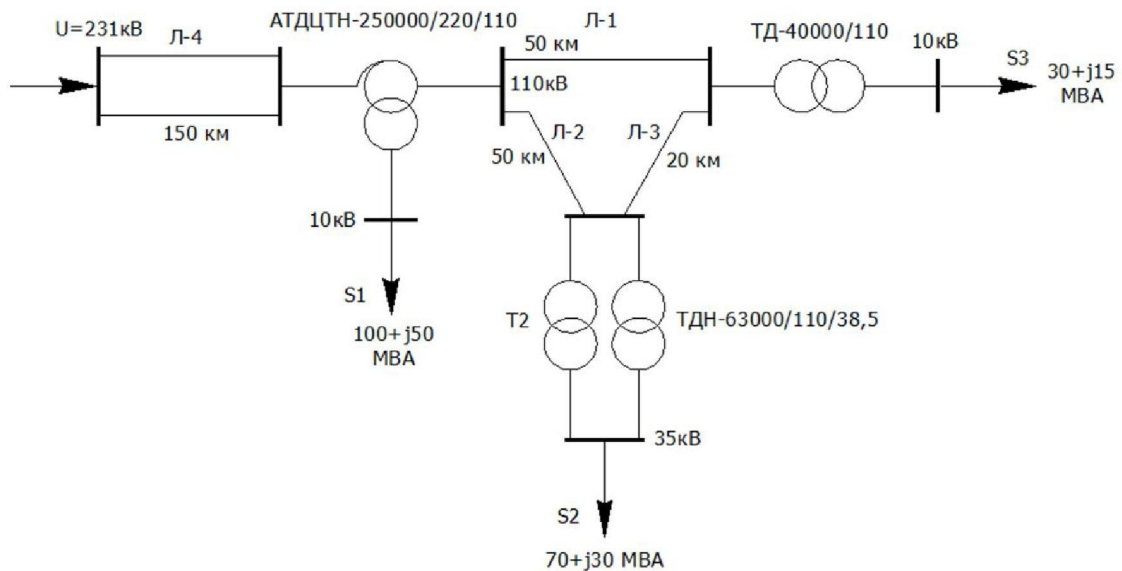 U=231кВ
Л-4
150 км
АТДЦТН-250000/220/110
10кВ
S1
100+j50
МВА
110кВ
Л-1
50 км
Л-2
50 км
Л-3
20 км
ТД-40000/110
10кВ
S3
30+j15
МВА
Т2
ТДН-63000/110/38,5
35кВ
S2
70+j30 МВА